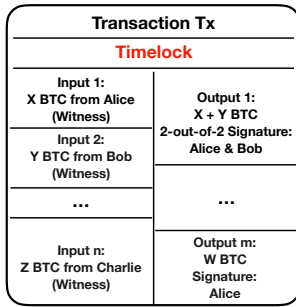 Transaction Tx
Timelock
Input 1:
X BTC from Alice
(Witness)
Input 2:
Y BTC from Bob
(Witness)
...
Input n:
Z BTC from Charlie
(Witness)
Output 1:
X + Y BTC
2-out-of-2 Signature:
Alice & Bob
...
Output m:
W BTC
Signature:
Alice